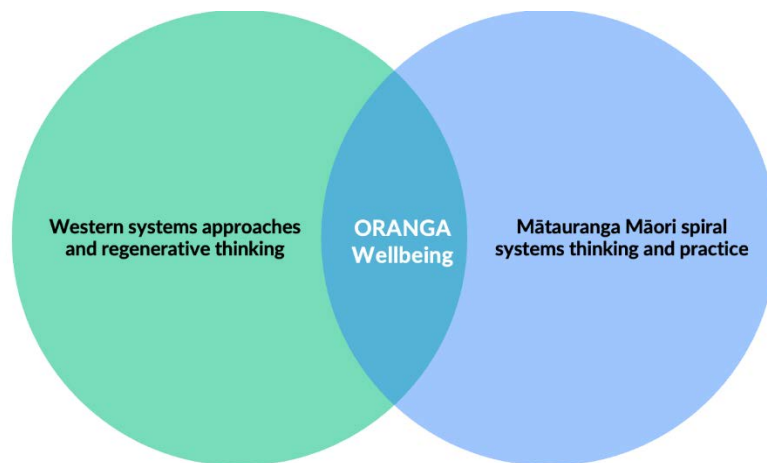 Western systems approaches
and regenerative thinking
ORANGA
Wellbeing
Mātauranga Māori spiral
systems thinking and practice